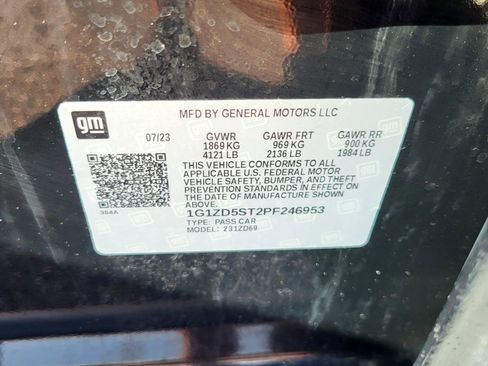 gm
MFD BY GENERAL MOTORS LLC
07/23 GVWR GAWR FRT GAWR RR
1869 KG 969 KG 900 KG
4121 LB 2136 LB 1984 LB
THIS VEHICLE CONFORMS TO ALL
APPLICABLE U.S. FEDERAL MOTOR
VEHICLE SAFETY, BUMPER, AND THEFT
PREVENTION STANDARDS IN EFFECT ON
THE DATE OF MANUFACTURE SHOWN ABOVE.
384A
1G1ZD5ST2PF246953
TYPE: PASS CAR
MODEL: 231ZD69